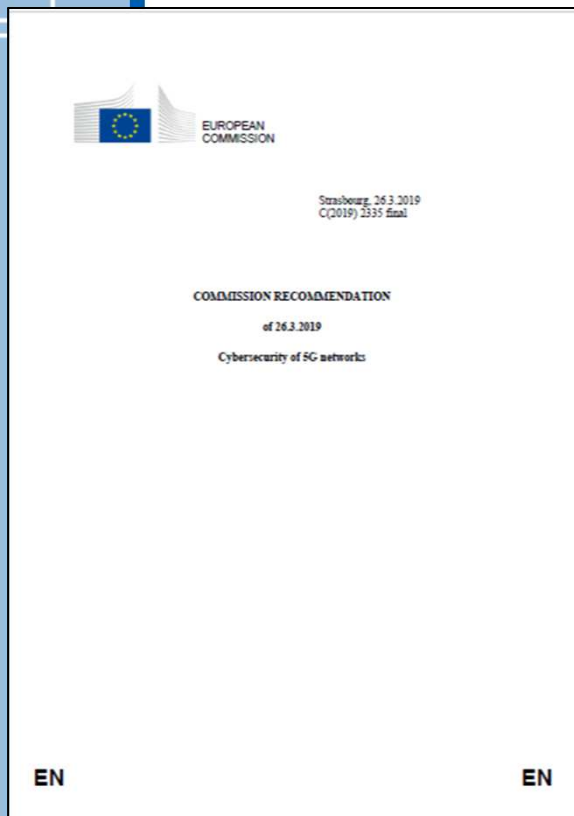 EUROPEAN
COMMISSION
Strasbourg, 26.3.2019
C(2019) 2335 final
COMMISSION RECOMMENDATION
of 26.3.2019
Cybersecurity of 5G networks
EN EN